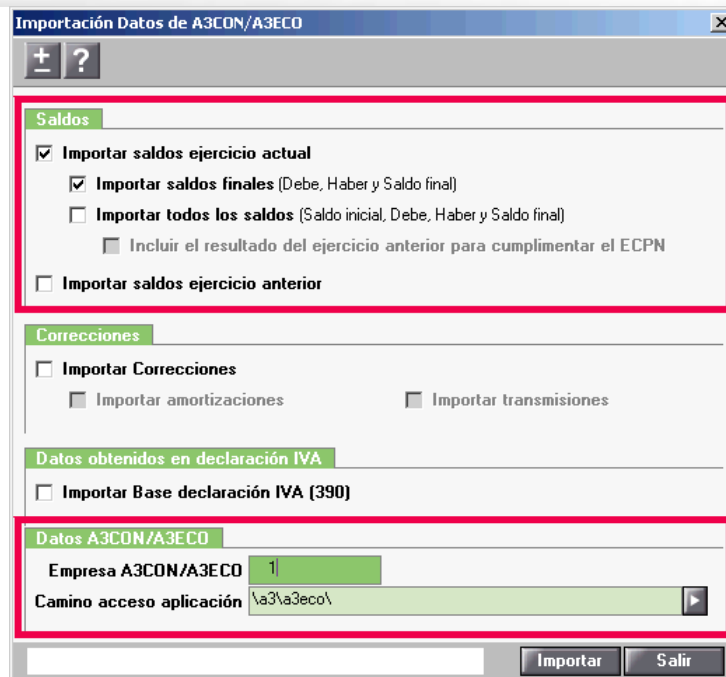 Importación Datos de A3CON/A3ECO
Saldos
Importar saldos ejercicio actual
Importar saldos finales (Debe, Haber y Saldo final)
Importar todos los saldos (Saldo inicial, Debe, Haber y Saldo final)
Incluir el resultado del ejercicio anterior para cumplimentar el ECPN
Importar saldos ejercicio anterior
Correcciones
Importar Correcciones
Importar amortizaciones Importar transmisiones
Datos obtenidos en declaración IVA
Importar Base declaración IVA (390)
Datos A3CON/A3ECO
Empresa A3CON/A3ECO 1
Camino acceso aplicación \a3\a3eco\
Importar Salir